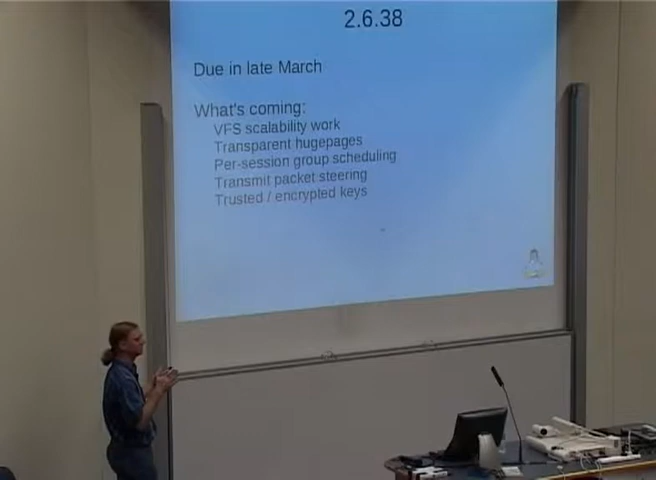 2.6.38
Due in late March
What's coming:
VFS scalability work
Transparent hugepages
Per-session group scheduling
Transmit packet steering
Trusted / encrypted keys